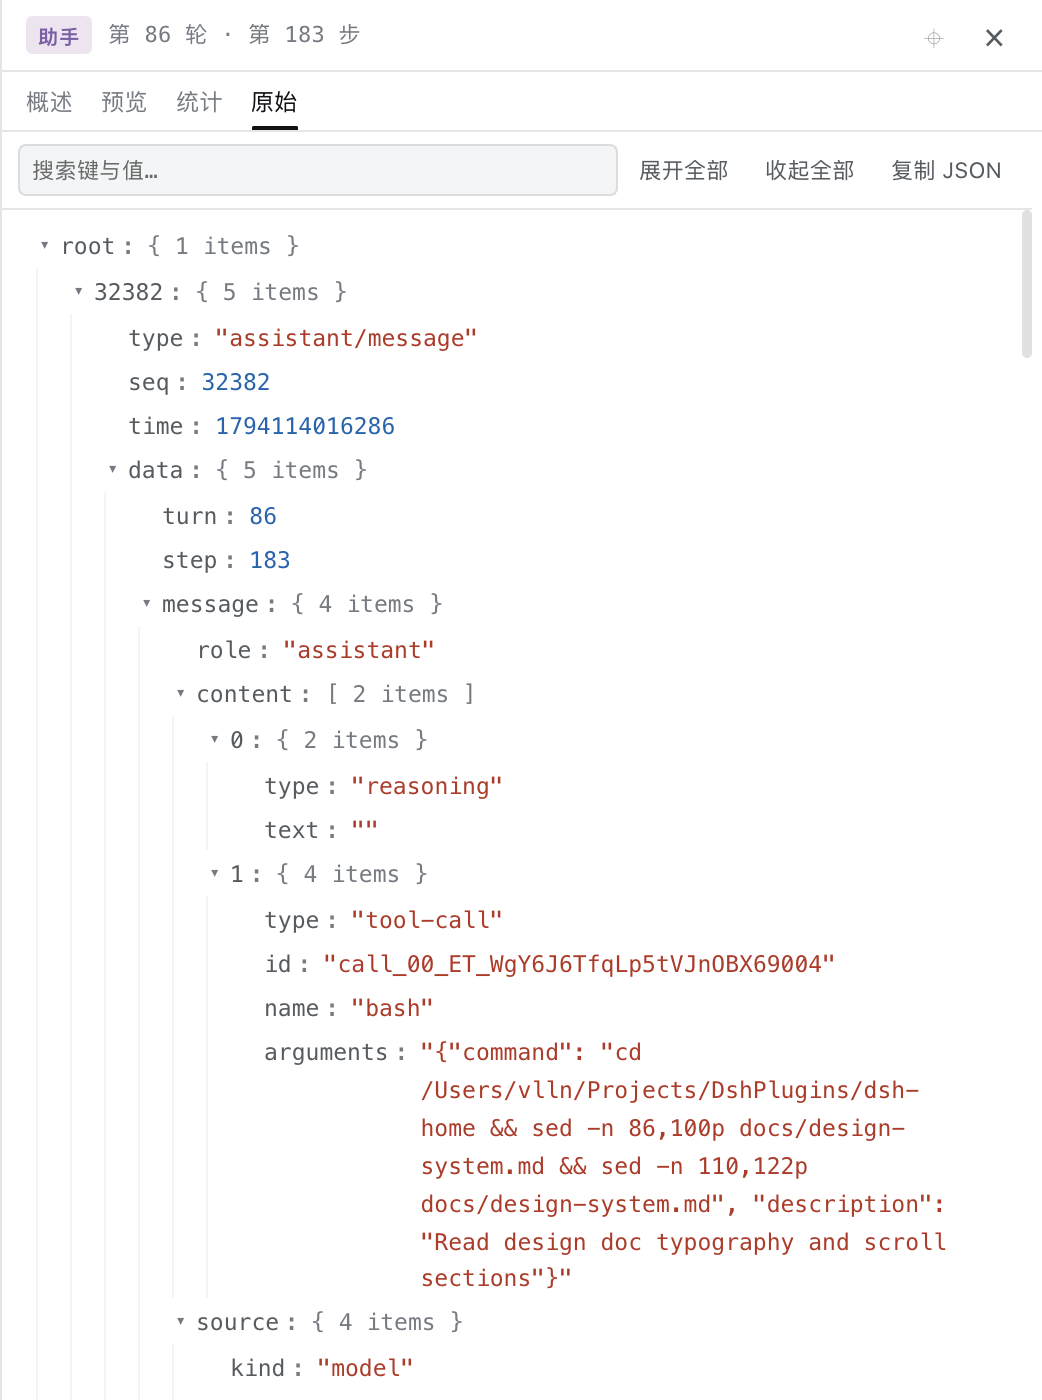 助手 第 86 轮 · 第 183 步
概述 预览 统计 原始
搜索键与值… 展开全部 收起全部 复制 JSON
root: { 1 items }
32382: { 5 items }
type: "assistant/message"
seq: 32382
time: 1794114016286
data: { 5 items }
turn: 86
step: 183
message: { 4 items }
role: "assistant"
content: [ 2 items ]
0: { 2 items }
type: "reasoning"
text: ""
1: { 4 items }
type: "tool-call"
id: "call_00_ET_WgY6J6TfqLp5tVJnOBX69004"
name: "bash"
arguments: "{"command": "cd
/Users/vlln/Projects/DshPlugins/dsh-
home && sed -n 86,100p docs/design-
system.md && sed -n 110,122p
docs/design-system.md", "description":
"Read design doc typography and scroll
sections"}"
source: { 4 items }
kind: "model"